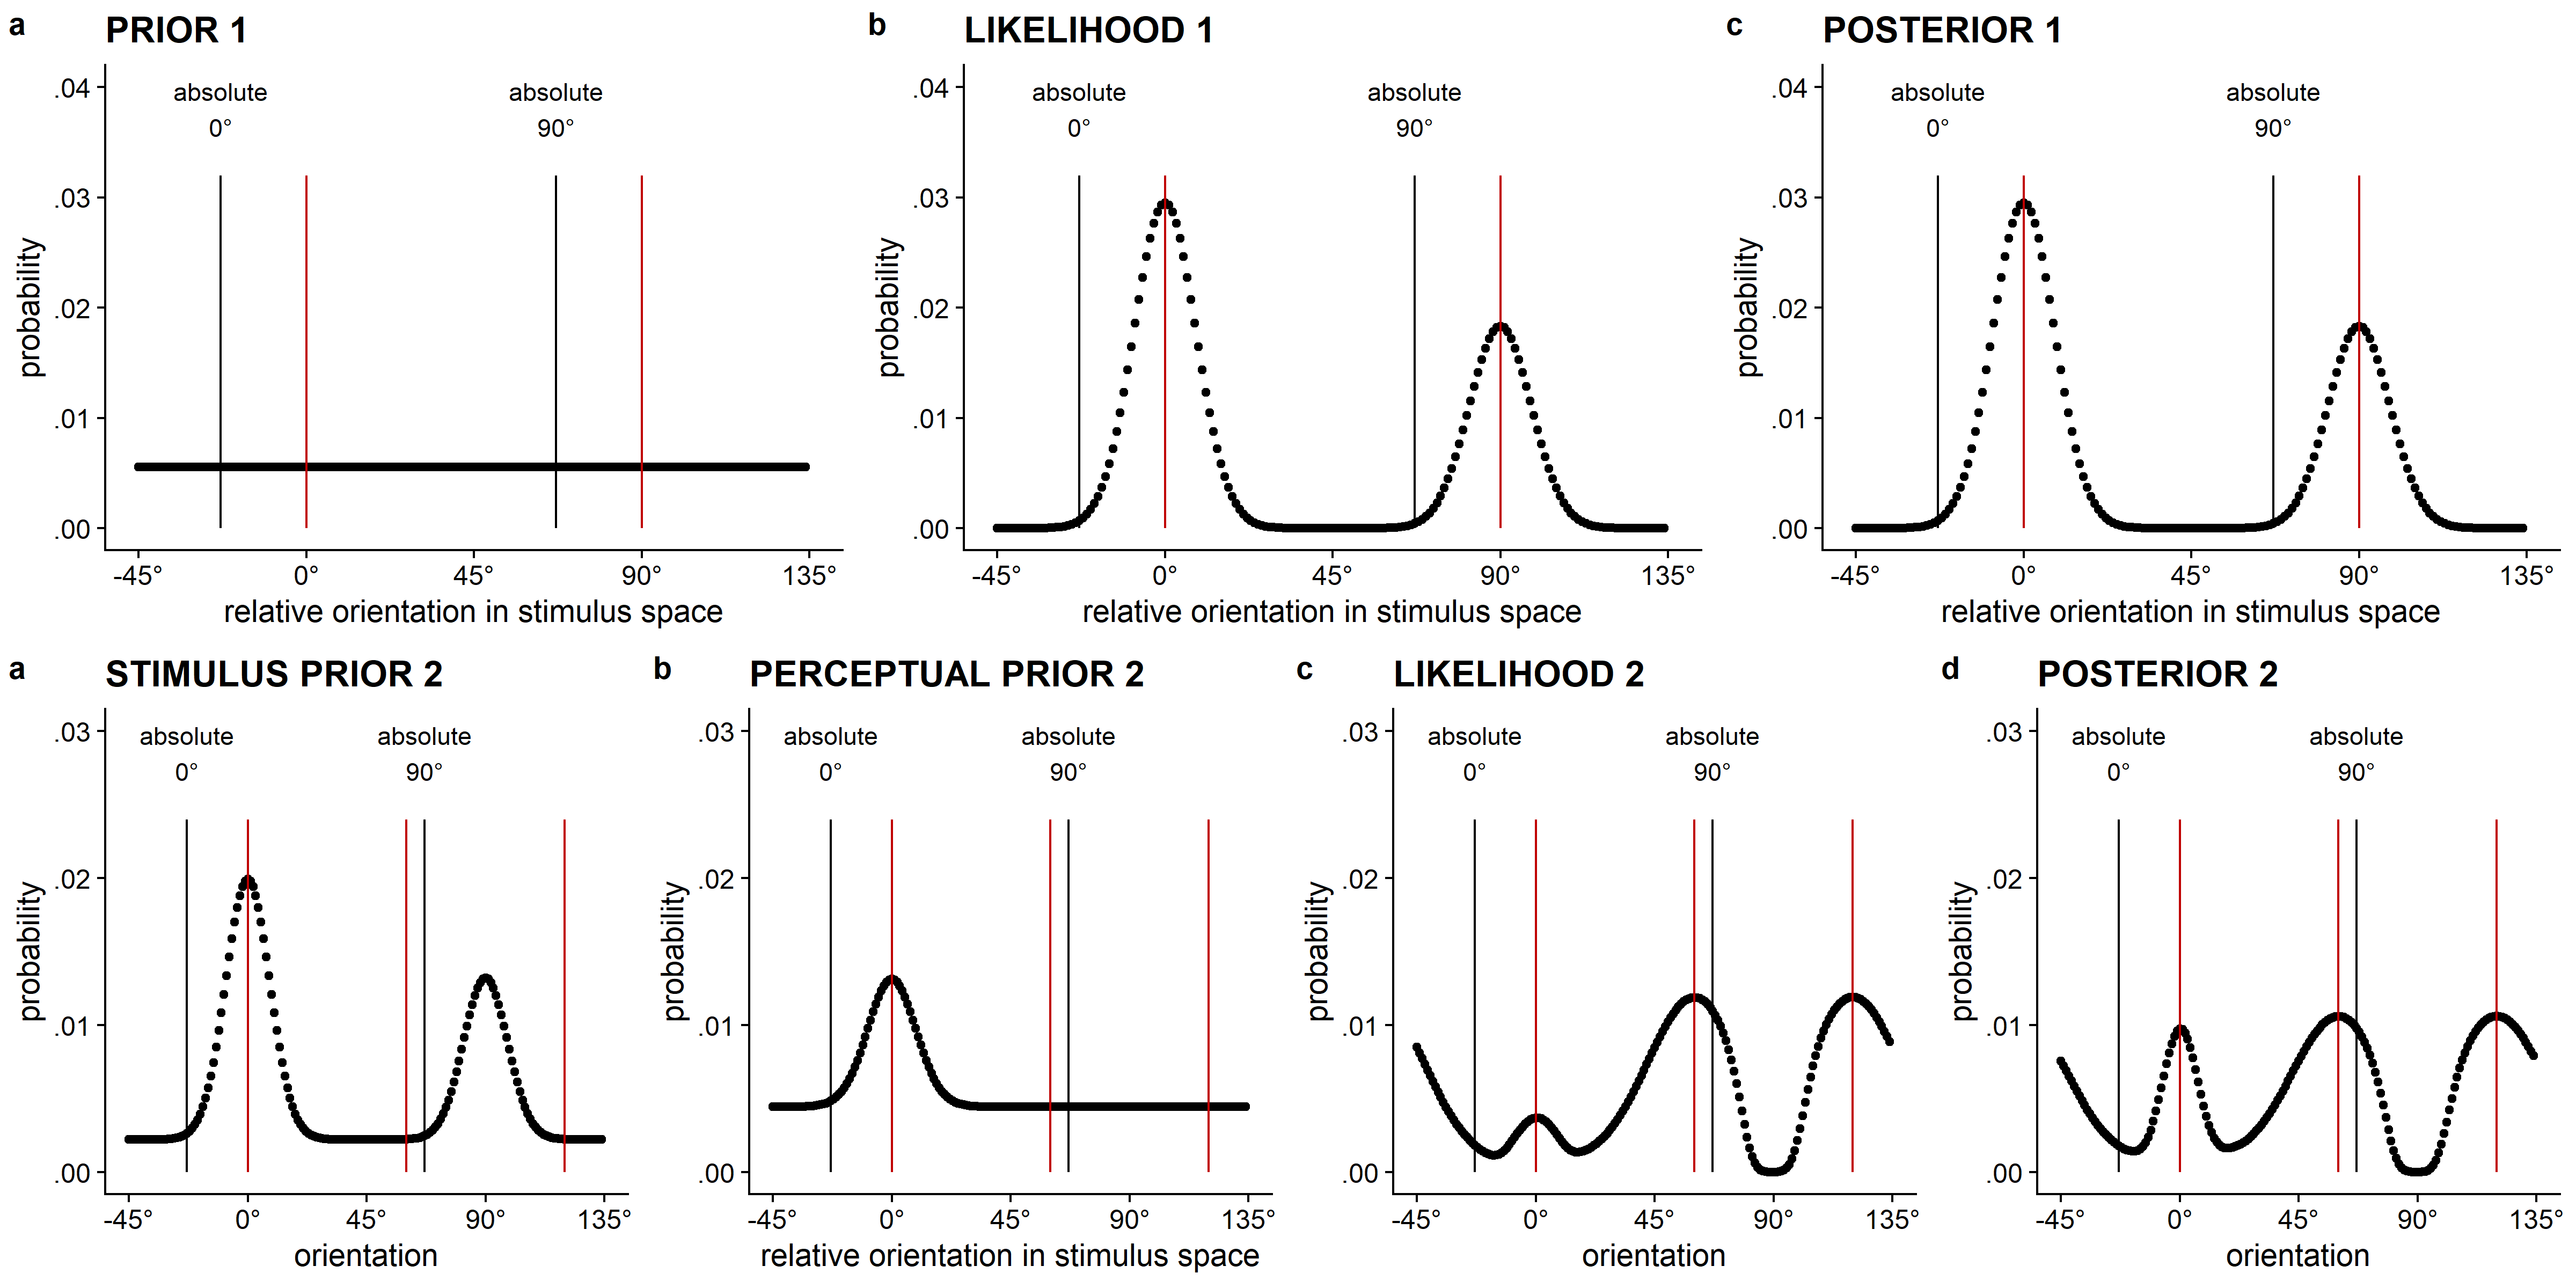 a PRIOR 1
.04
.03
.02
.01
.00
absolute
0°
absolute
90°
probability
-45° 0° 45° 90° 135°
relative orientation in stimulus space
b LIKELIHOOD 1
.04
.03
.02
.01
.00
absolute
0°
absolute
90°
probability
-45° 0° 45° 90° 135°
relative orientation in stimulus space
c POSTERIOR 1
.04
.03
.02
.01
.00
absolute
0°
absolute
90°
probability
-45° 0° 45° 90° 135°
relative orientation in stimulus space
a STIMULUS PRIOR 2
.03
.02
.01
.00
absolute
0°
absolute
90°
probability
-45° 0° 45° 90° 135°
orientation
b PERCEPTUAL PRIOR 2
.03
.02
.01
.00
absolute
0°
absolute
90°
probability
-45° 0° 45° 90° 135°
relative orientation in stimulus space
c LIKELIHOOD 2
.03
.02
.01
.00
absolute
0°
absolute
90°
probability
-45° 0° 45° 90° 135°
orientation
d POSTERIOR 2
.03
.02
.01
.00
absolute
0°
absolute
90°
probability
-45° 0° 45° 90° 135°
orientation